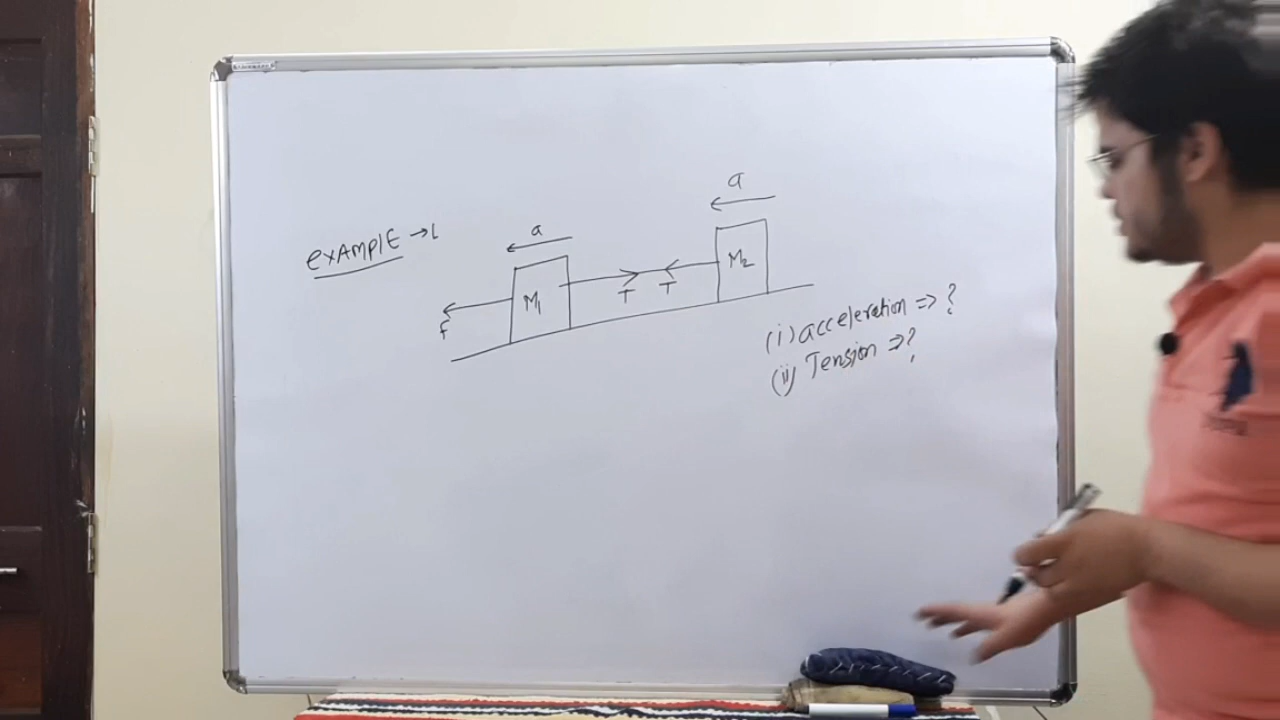 a
a
eXAMPlE → 1
M1
M2
F
T T
(i) acceleration => ?
(ii) Tension => ?